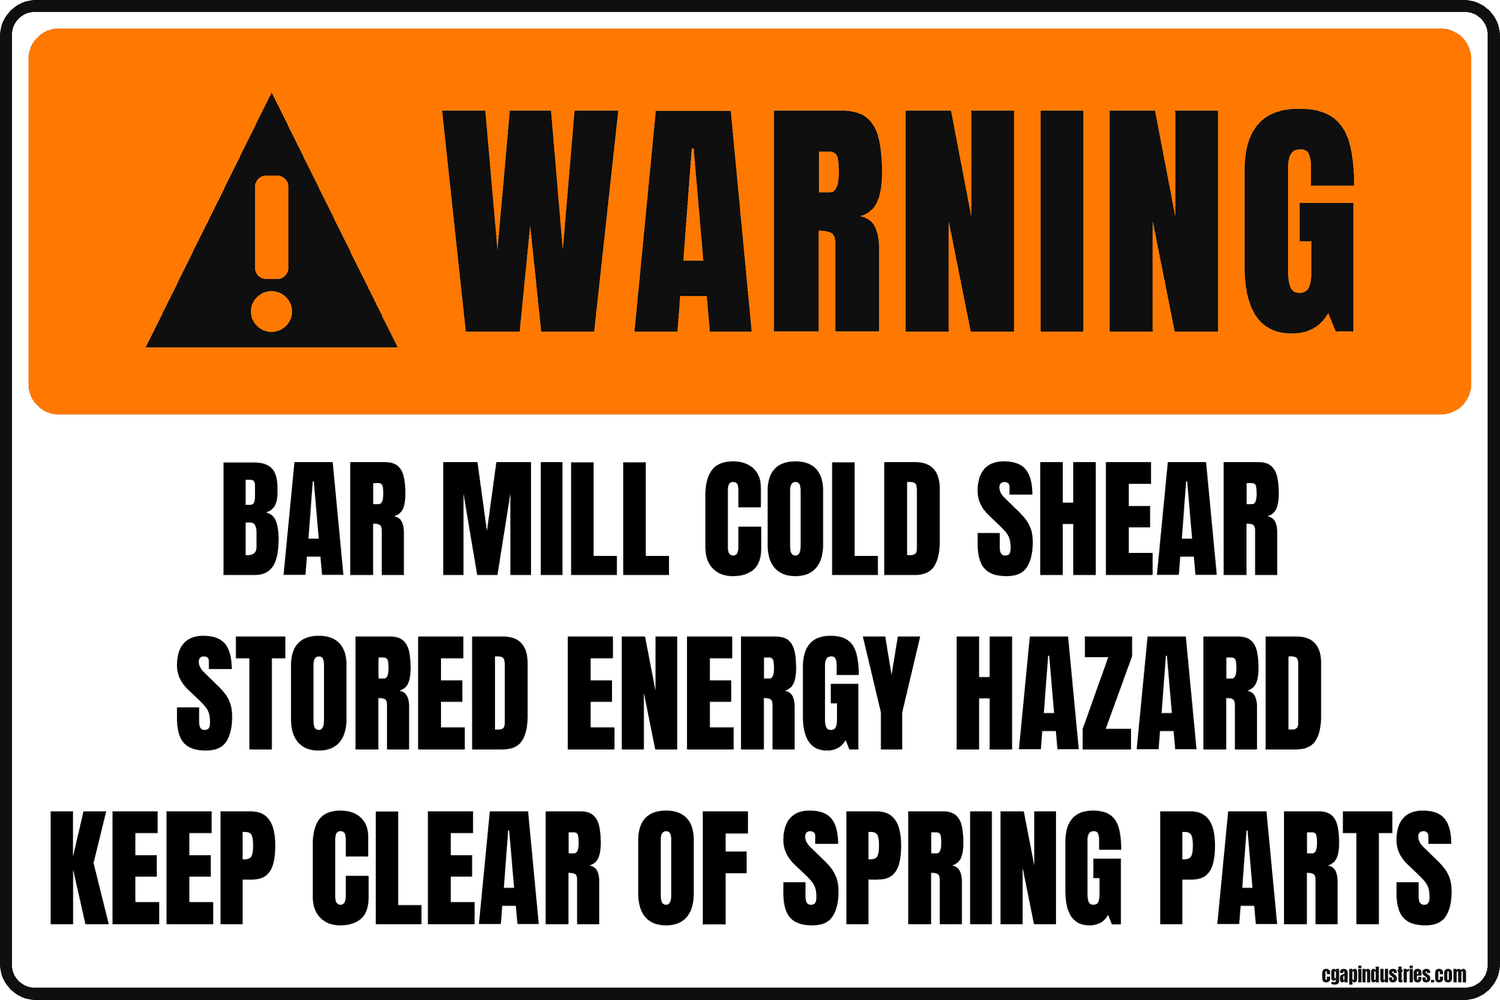 WARNING
BAR MILL COLD SHEAR
STORED ENERGY HAZARD
KEEP CLEAR OF SPRING PARTS
cgapindustries.com